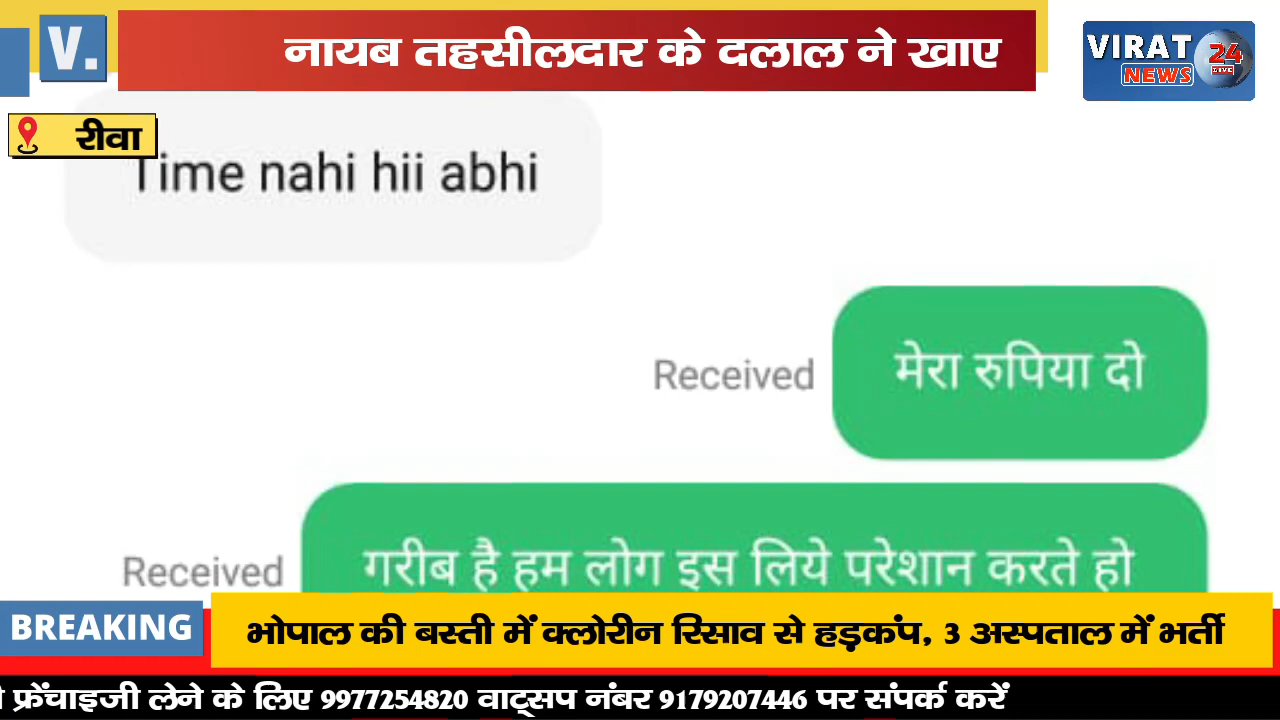 V.
नायब तहसीलदार के दलाल ने खाए
VIRAT 24
NEWS LIVE
रीवा
Time nahi hii abhi
Received मेरा रुपिया दो
Received गरीब है हम लोग इस लिये परेशान करते हो
BREAKING
भोपाल की बस्ती में क्लोरीन रिसाव से हड़कंप, 3 अस्पताल में भर्ती
फ्रेंचाइजी लेने के लिए 9977254820 वाट्सप नंबर 9179207446 पर संपर्क करें